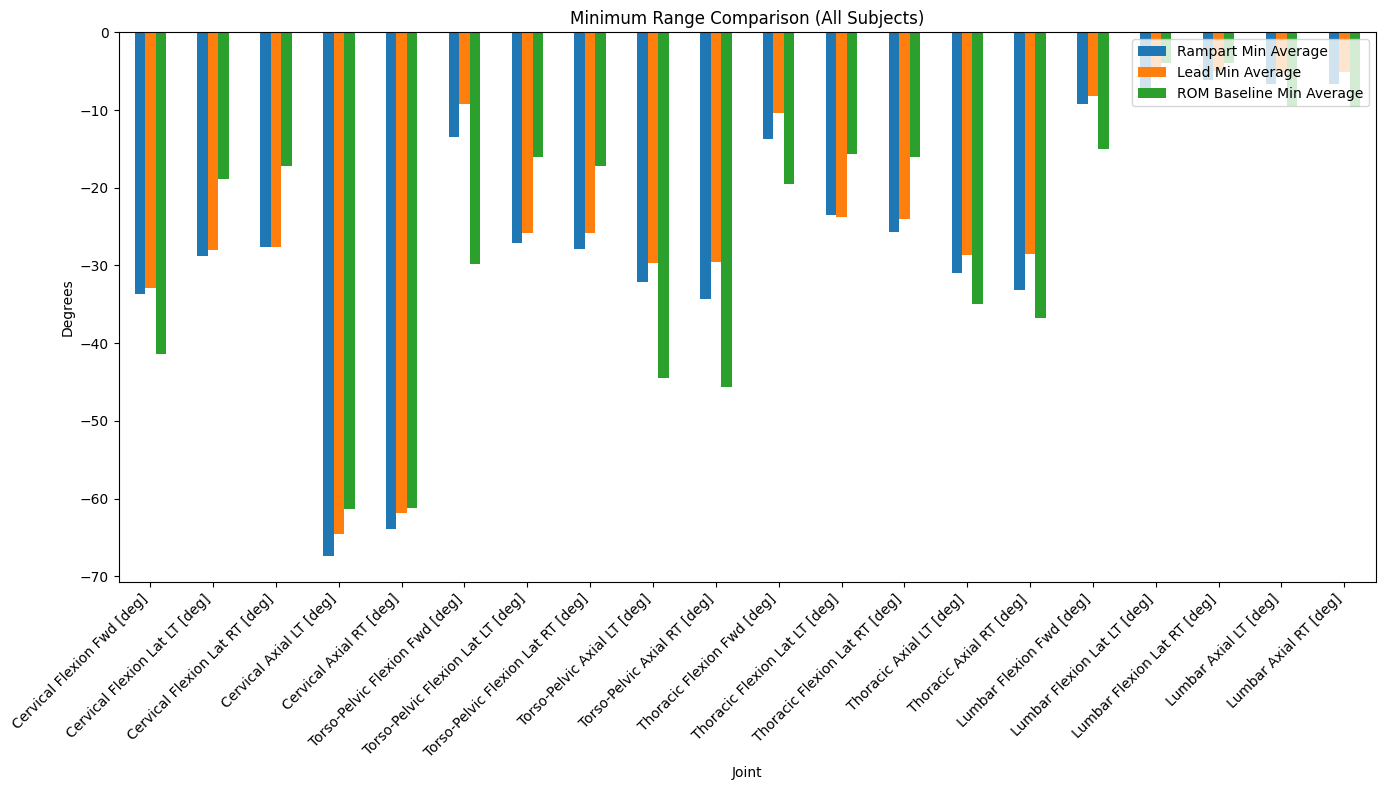 Minimum Range Comparison (All Subjects)
Rampart Min Average
Lead Min Average
ROM Baseline Min Average
Degrees
0
−10
−20
−30
−40
−50
−60
−70
Cervical Flexion Fwd [deg]
Cervical Flexion Lat LT [deg]
Cervical Flexion Lat RT [deg]
Cervical Axial LT [deg]
Cervical Axial RT [deg]
Torso-Pelvic Flexion Fwd [deg]
Torso-Pelvic Flexion Lat LT [deg]
Torso-Pelvic Flexion Lat RT [deg]
Torso-Pelvic Axial LT [deg]
Torso-Pelvic Axial RT [deg]
Thoracic Flexion Fwd [deg]
Thoracic Flexion Lat LT [deg]
Thoracic Flexion Lat RT [deg]
Thoracic Axial LT [deg]
Thoracic Axial RT [deg]
Lumbar Flexion Fwd [deg]
Lumbar Flexion Lat LT [deg]
Lumbar Flexion Lat RT [deg]
Lumbar Axial LT [deg]
Lumbar Axial RT [deg]
Joint